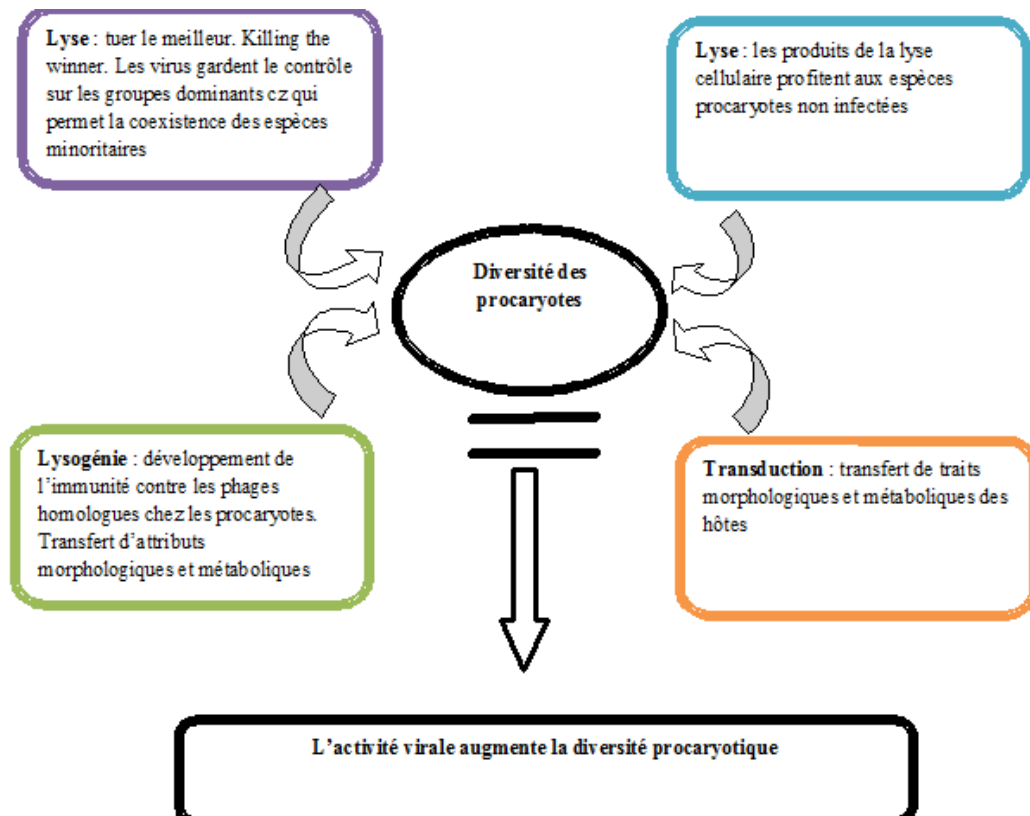 Lyse : tuer le meilleur. Killing the
winner. Les virus gardent le contrôle
sur les groupes dominants cz qui
permet la coexistence des espèces
minoritaires
Lyse : les produits de la lyse
cellulaire profitent aux espèces
procaryotes non infectées
Diversité des
procaryotes
Lysogénie : développement de
l’immunité contre les phages
homologues chez les procaryotes.
Transfert d’attributs
morphologiques et métaboliques
Transduction : transfert de traits
morphologiques et métaboliques des
hôtes
L’activité virale augmente la diversité procaryotique